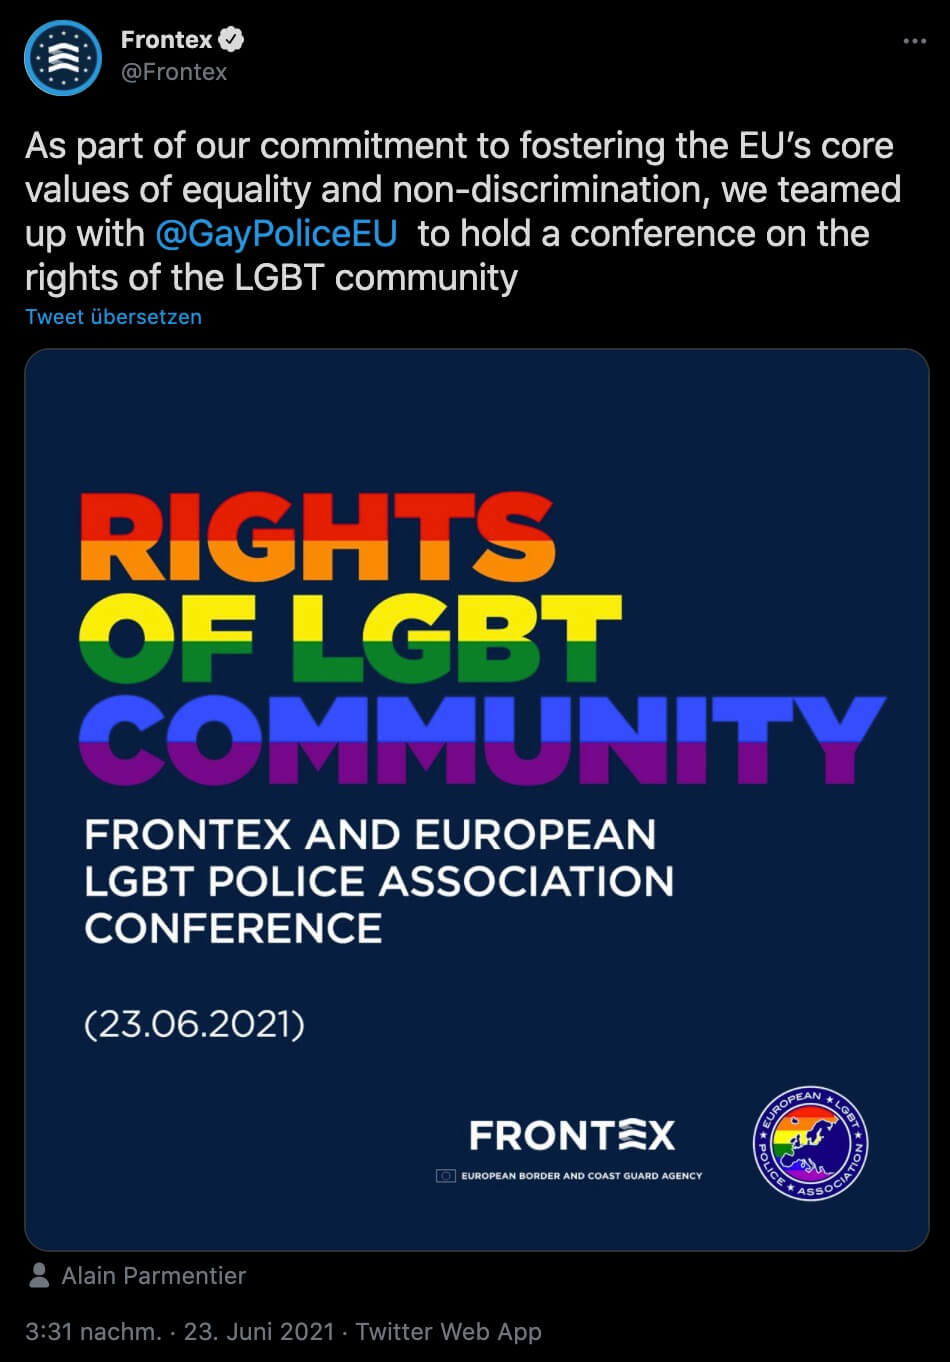 Frontex
@Frontex
As part of our commitment to fostering the EU’s core
values of equality and non-discrimination, we teamed
up with @GayPoliceEU to hold a conference on the
rights of the LGBT community
Tweet übersetzen
RIGHTS
OF LGBT
COMMUNITY
FRONTEX AND EUROPEAN
LGBT POLICE ASSOCIATION
CONFERENCE
(23.06.2021)
FRONTEX
EUROPEAN BORDER AND COAST GUARD AGENCY
EUROPEAN ★ LGBT ★ POLICE ★ ASSOCIATION
Alain Parmentier
3:31 nachm. · 23. Juni 2021 · Twitter Web App